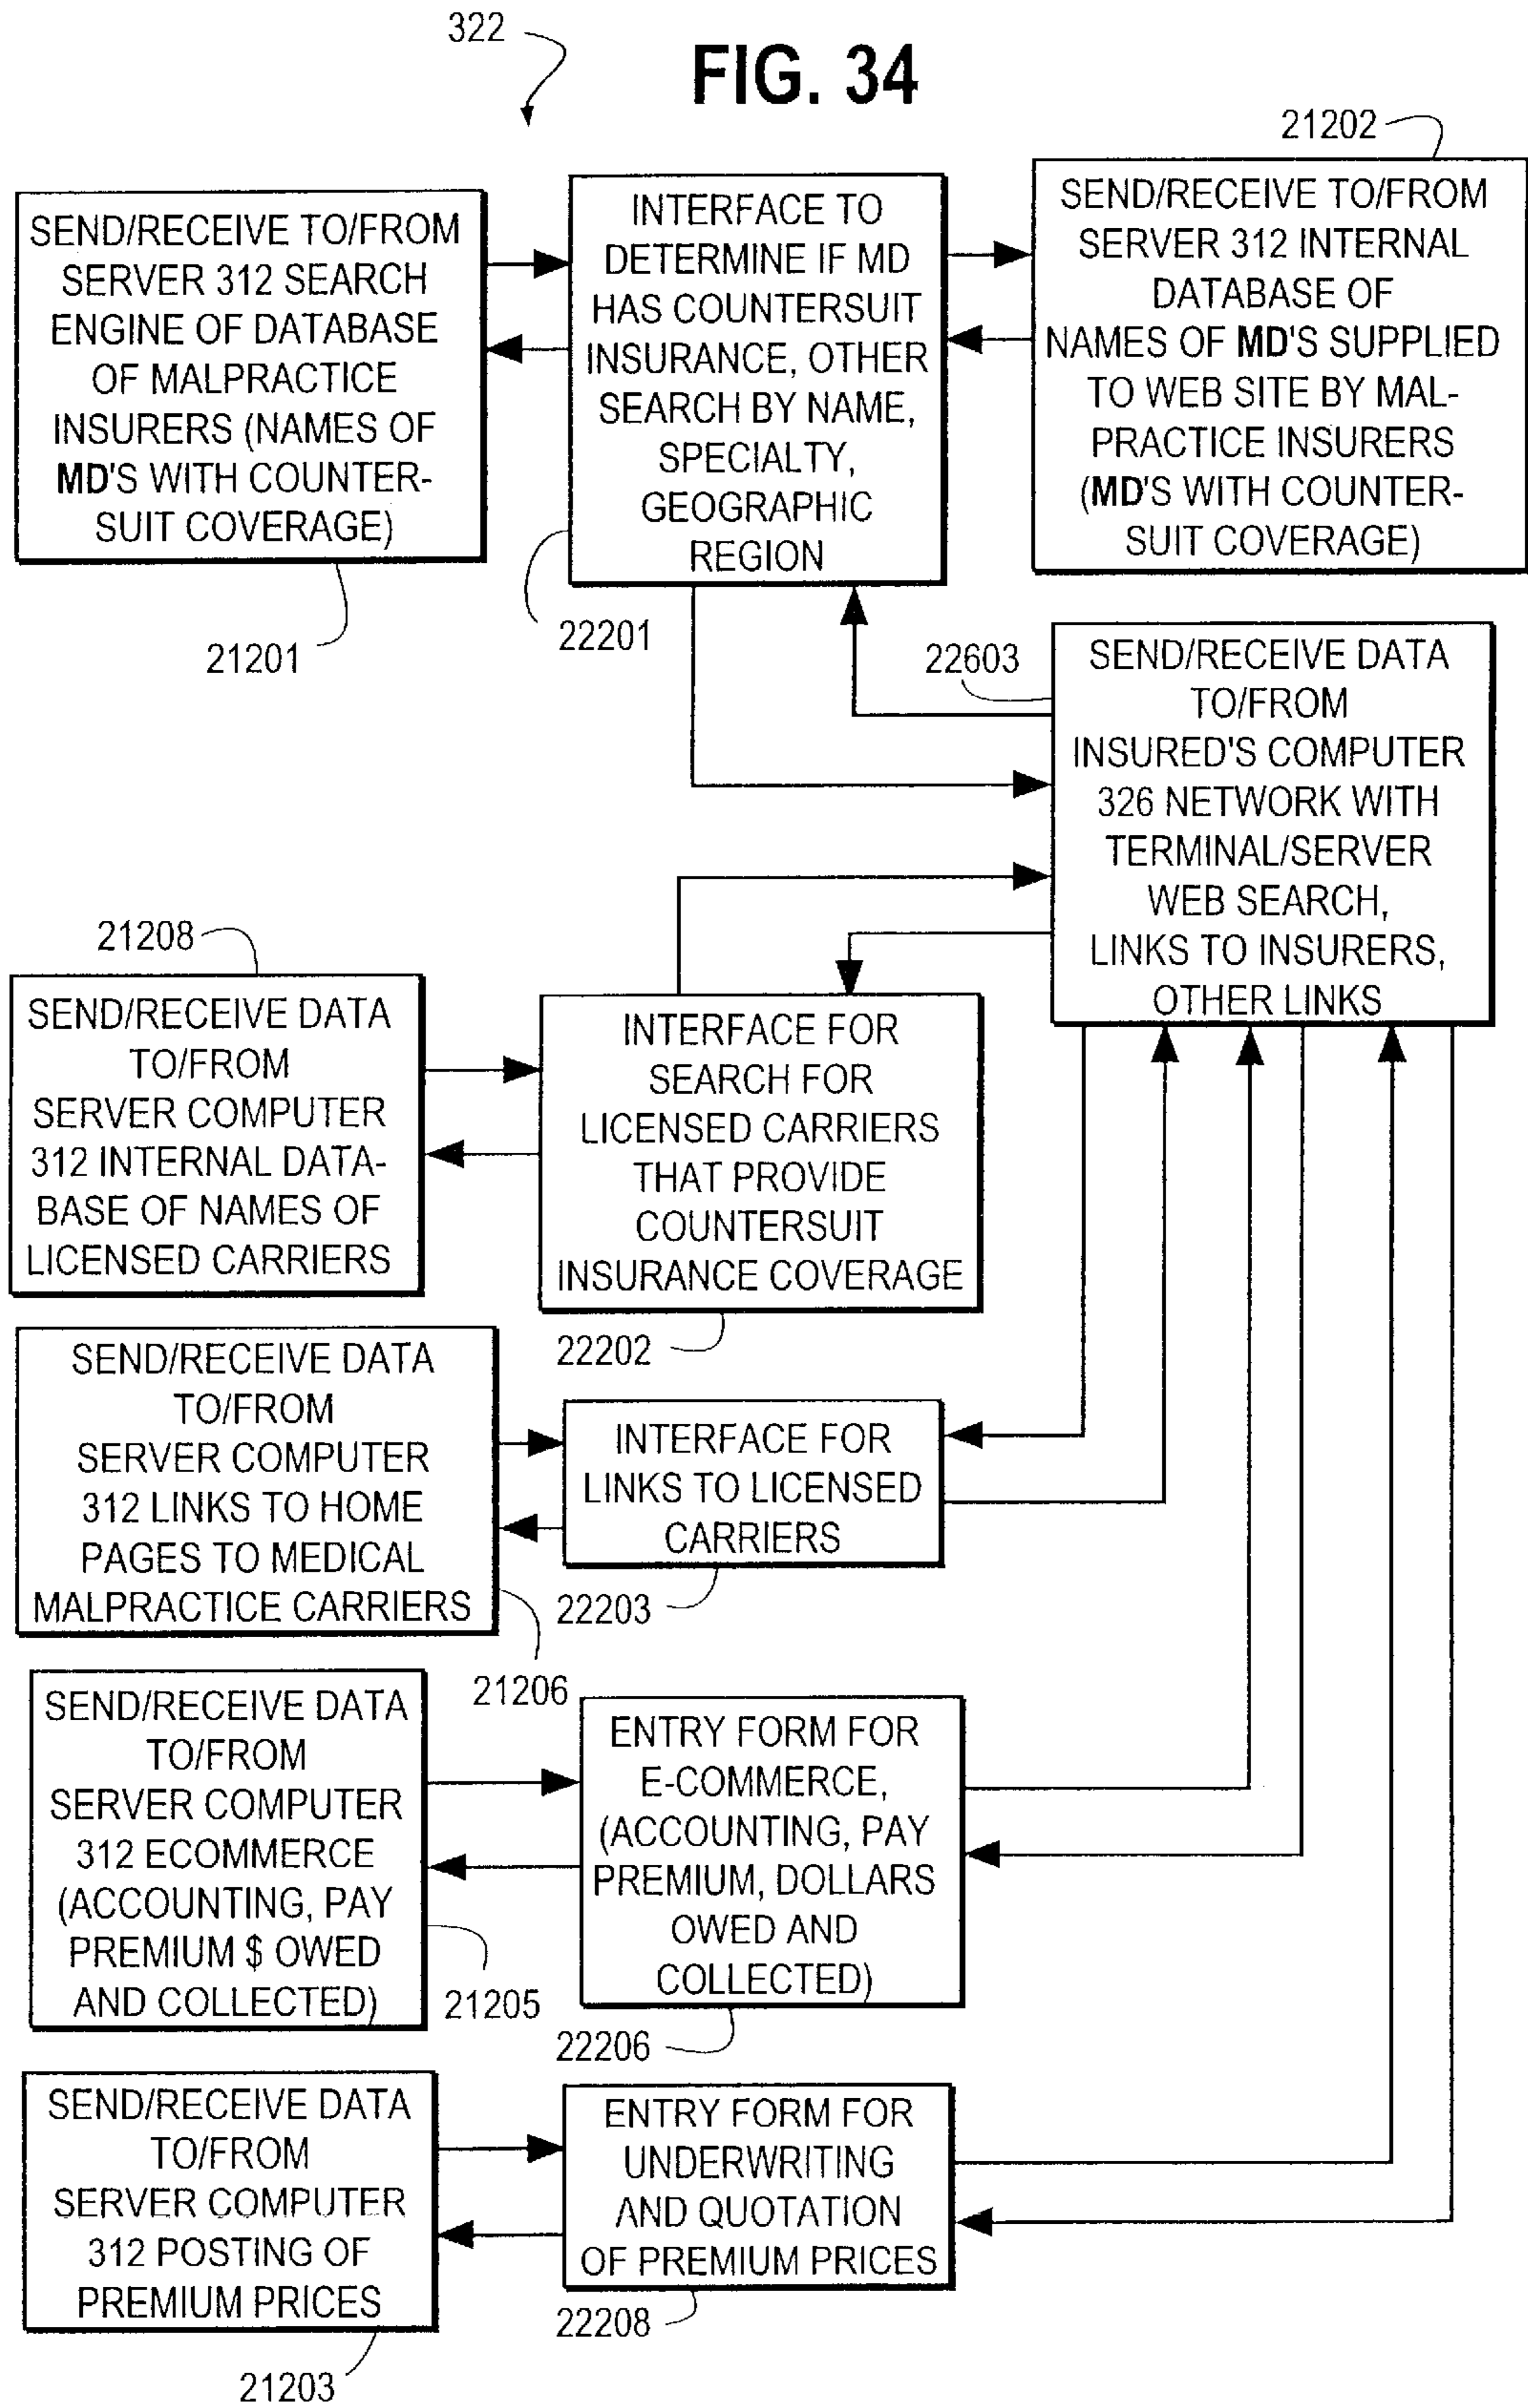 322
FIG. 34
21202
SEND/RECEIVE TO/FROM
SERVER 312 SEARCH
ENGINE OF DATABASE
OF MALPRACTICE
INSURERS (NAMES OF
MD'S WITH COUNTER-
SUIT COVERAGE)
21201
INTERFACE TO
DETERMINE IF MD
HAS COUNTERSUIT
INSURANCE, OTHER
SEARCH BY NAME,
SPECIALTY,
GEOGRAPHIC
REGION
22201
SEND/RECEIVE TO/FROM
SERVER 312 INTERNAL
DATABASE OF
NAMES OF MD'S SUPPLIED
TO WEB SITE BY MAL-
PRACTICE INSURERS
(MD'S WITH COUNTER-
SUIT COVERAGE)
22603
SEND/RECEIVE DATA
TO/FROM
INSURED'S COMPUTER
326 NETWORK WITH
TERMINAL/SERVER
WEB SEARCH,
LINKS TO INSURERS,
OTHER LINKS
21208
SEND/RECEIVE DATA
TO/FROM
SERVER COMPUTER
312 INTERNAL DATA-
BASE OF NAMES OF
LICENSED CARRIERS
INTERFACE FOR
SEARCH FOR
LICENSED CARRIERS
THAT PROVIDE
COUNTERSUIT
INSURANCE COVERAGE
22202
SEND/RECEIVE DATA
TO/FROM
SERVER COMPUTER
312 LINKS TO HOME
PAGES TO MEDICAL
MALPRACTICE CARRIERS
21206
INTERFACE FOR
LINKS TO LICENSED
CARRIERS
22203
SEND/RECEIVE DATA
TO/FROM
SERVER COMPUTER
312 ECOMMERCE
(ACCOUNTING, PAY
PREMIUM $ OWED
AND COLLECTED)
21205
ENTRY FORM FOR
E-COMMERCE,
(ACCOUNTING, PAY
PREMIUM, DOLLARS
OWED AND
COLLECTED)
22206
SEND/RECEIVE DATA
TO/FROM
SERVER COMPUTER
312 POSTING OF
PREMIUM PRICES
21203
ENTRY FORM FOR
UNDERWRITING
AND QUOTATION
OF PREMIUM PRICES
22208